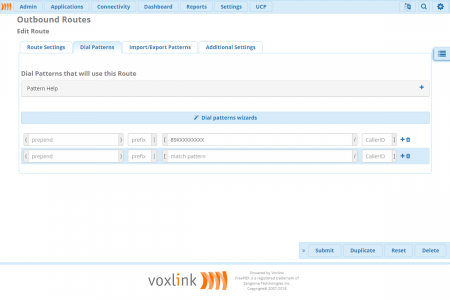 Admin Applications Connectivity Dashboard Reports Settings UCP
Outbound Routes
Edit Route
Route Settings Dial Patterns Import/Export Patterns Additional Settings
Dial Patterns that will use this Route
Pattern Help +
Dial patterns wizards
( prepend ) prefix | [ 89XXXXXXXXX / CallerID ] +
( prepend ) prefix | [ match pattern / CallerID ] +
» Submit Duplicate Reset Delete
voxlink
Powered by Voxlink,
FreePBX is a registered trademark of
Sangoma Technologies Inc.
Copyright© 2007-2018